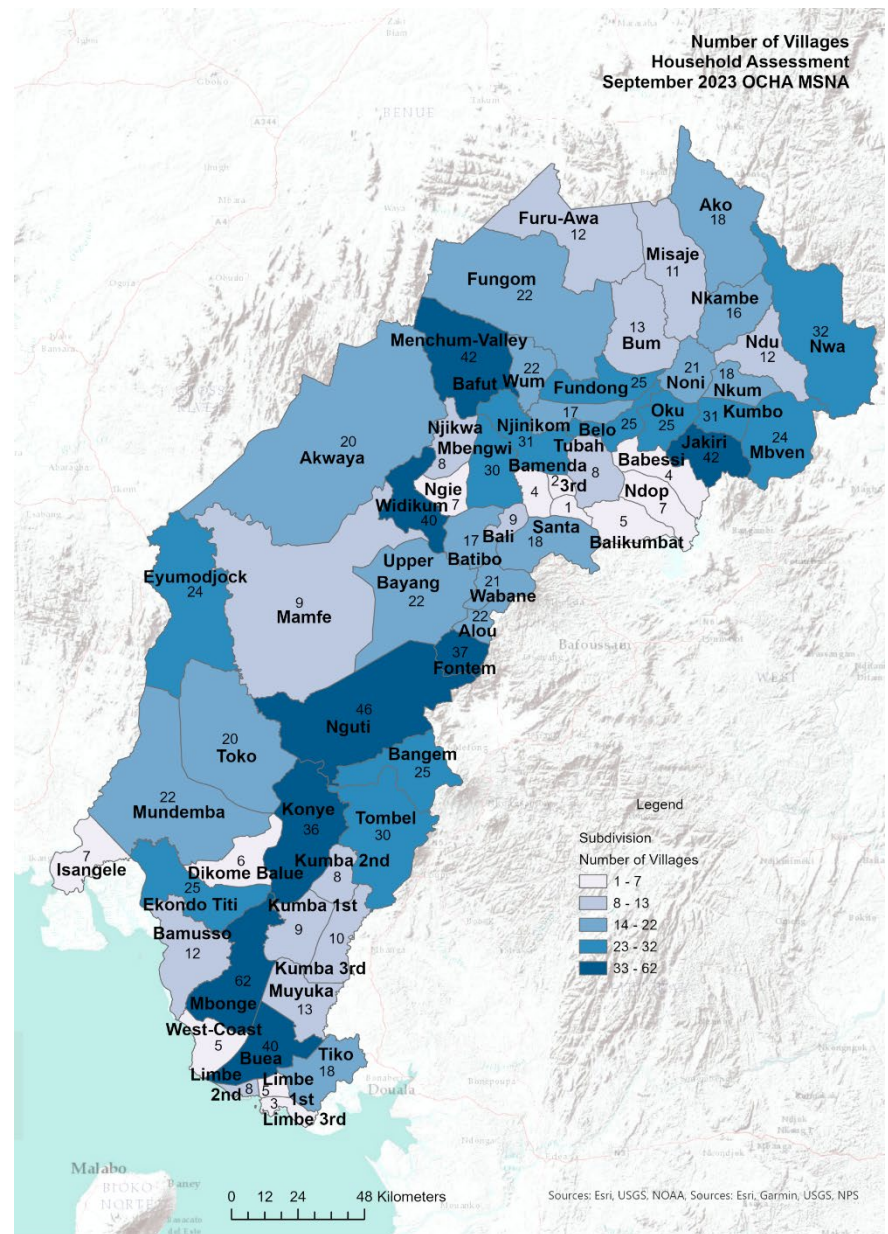 Number of Villages
Household Assessment
September 2023 OCHA MSNA
BENUE
A244
Ako
18
Furu-Awa
12
Misaje
11
Fungom
22
Nkambe
16
13
Bum
32
Nwa
Ndu
12
Menchum-Valley
42
Bafut
22
Wum
Fundong
25
21
Noni
18
Nkum
Oku
25
31
Kumbo
17
Njinikom
31
Belo
25
Jakiri
42
24
Mbven
20
Akwaya
Njikwa
Mbengwi
8
30
Tubah
8
Bamenda
3rd
2
4
1
Babessi
4
Ndop
7
5
Balikumbat
Ngie
7
Widikum
40
9
Bali
Santa
18
17
Batibo
Upper
Bayang
22
21
Wabane
22
Alou
37
Fontem
Eyumodjock
24
9
Mamfe
Bafoussam
WEST
46
Nguti
20
Toko
Bangem
25
22
Mundemba
Konye
36
Tombel
30
7
Isangele
6
Dikome Balue
Kumba 2nd
8
25
Ekondo Titi
Kumba 1st
9
10
Bamusso
12
Kumba 3rd
62
Mbonge
Muyuka
13
West-Coast
5
40
Buea
Tiko
18
Limbe
2nd
8
Limbe
1st
5
3
Limbe 3rd
Douala
Legend
Subdivision
Number of Villages
1 - 7
8 - 13
14 - 22
23 - 32
33 - 62
Malabo
BIOKO
NORTE
0 12 24 48 Kilometers
Sources: Esri, USGS, NOAA, Sources: Esri, Garmin, USGS, NPS